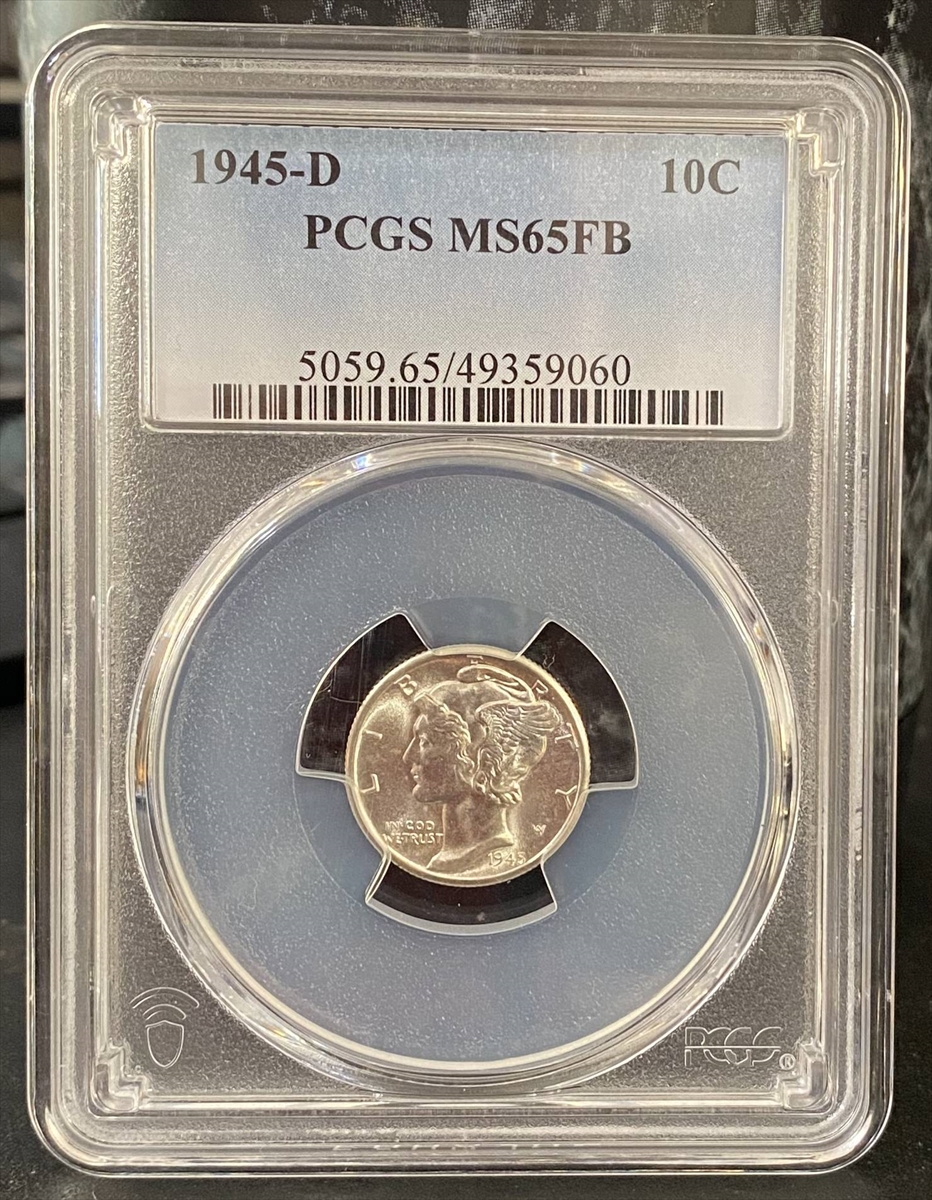 1945-D 10C
PCGS MS65FB
5059.65/49359060
LIBERTY
IN GOD
WE TRUST
1945
PCGS®